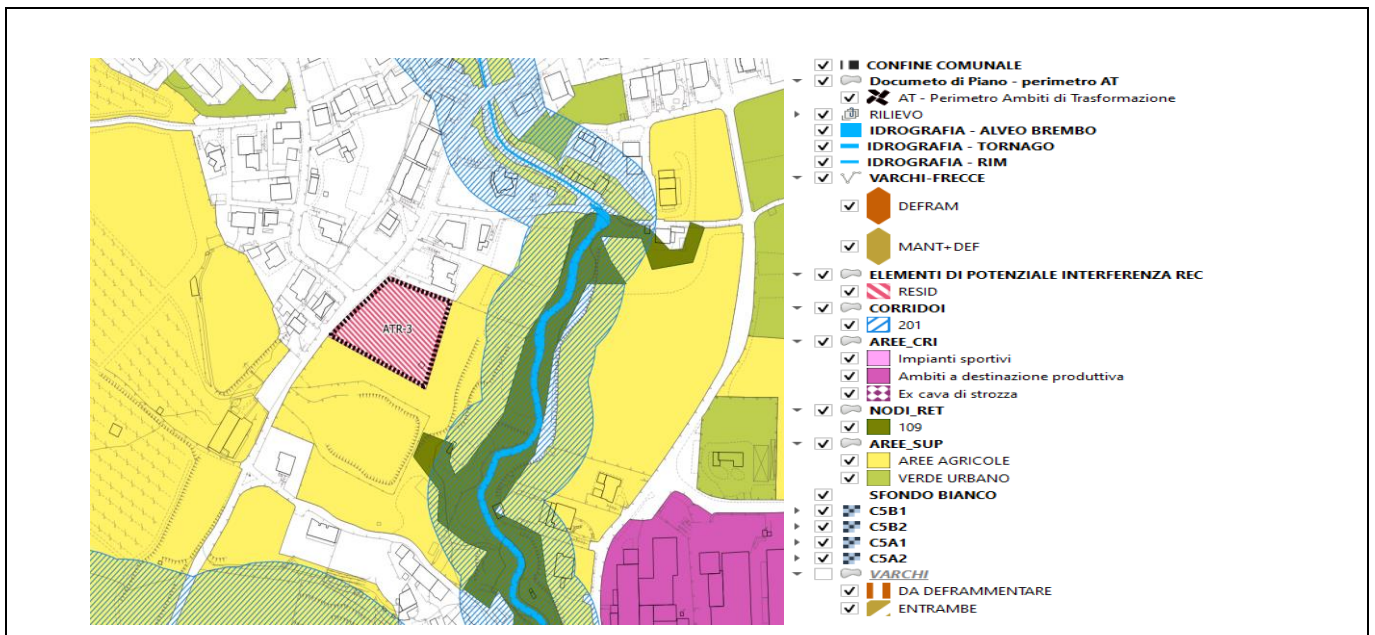 ATR-3
CONFINE COMUNALE
Documeto di Piano - perimetro AT
AT - Perimetro Ambiti di Trasformazione
RILIEVO
IDROGRAFIA - ALVEO BREMBO
IDROGRAFIA - TORNAGO
IDROGRAFIA - RIM
VARCHI-FRECCE
DEFRAM
MANT+DEF
ELEMENTI DI POTENZIALE INTERFERENZA REC
RESID
CORRIDOI
201
AREE_CRI
Impianti sportivi
Ambiti a destinazione produttiva
Ex cava di strozza
NODI_RET
109
AREE_SUP
AREE AGRICOLE
VERDE URBANO
SFONDO BIANCO
C5B1
C5B2
C5A1
C5A2
VARCHI
DA DEFRAMMENTARE
ENTRAMBE